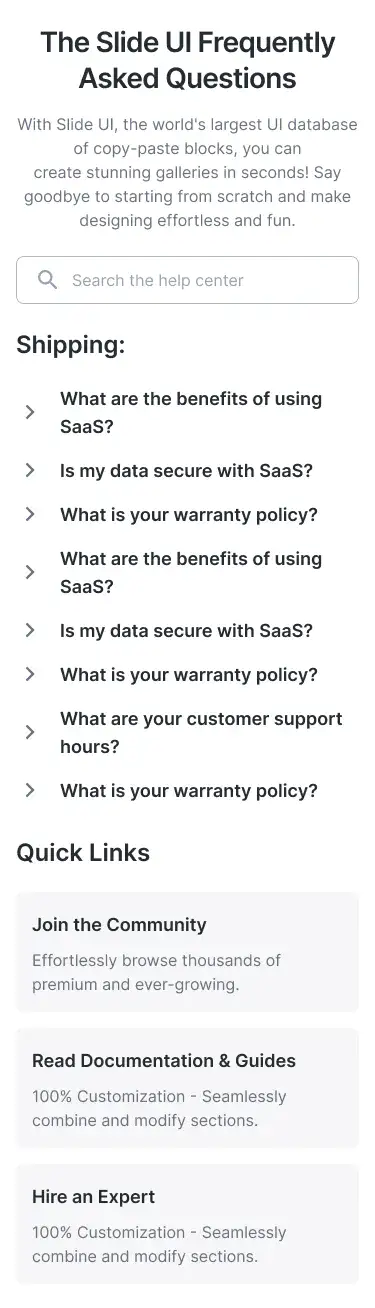 The Slide UI Frequently
Asked Questions
With Slide UI, the world's largest UI database
of copy-paste blocks, you can
create stunning galleries in seconds! Say
goodbye to starting from scratch and make
designing effortless and fun.
Search the help center
Shipping:
What are the benefits of using
SaaS?
Is my data secure with SaaS?
What is your warranty policy?
What are the benefits of using
SaaS?
Is my data secure with SaaS?
What is your warranty policy?
What are your customer support
hours?
What is your warranty policy?
Quick Links
Join the Community
Effortlessly browse thousands of
premium and ever-growing.
Read Documentation & Guides
100% Customization - Seamlessly
combine and modify sections.
Hire an Expert
100% Customization - Seamlessly
combine and modify sections.